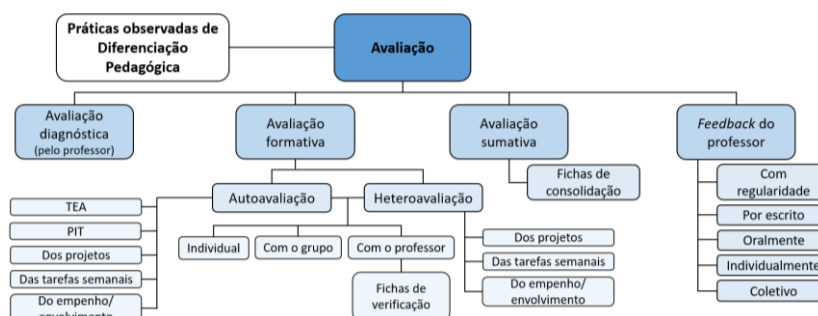 Práticas observadas de
Diferenciação
Pedagógica
Avaliação
Avaliação
diagnóstica
(pelo professor)
Avaliação
formativa
Avaliação
sumativa
Feedback do
professor
Fichas de
consolidação
Com
regularidade
Por escrito
Oralmente
Individualmente
Coletivo
Autoavaliação
Heteroavaliação
TEA
PIT
Dos projetos
Das tarefas semanais
Do empenho/
envolvimento
Individual
Com o grupo
Com o professor
Fichas de
verificação
Dos projetos
Das tarefas semanais
Do empenho/
envolvimento